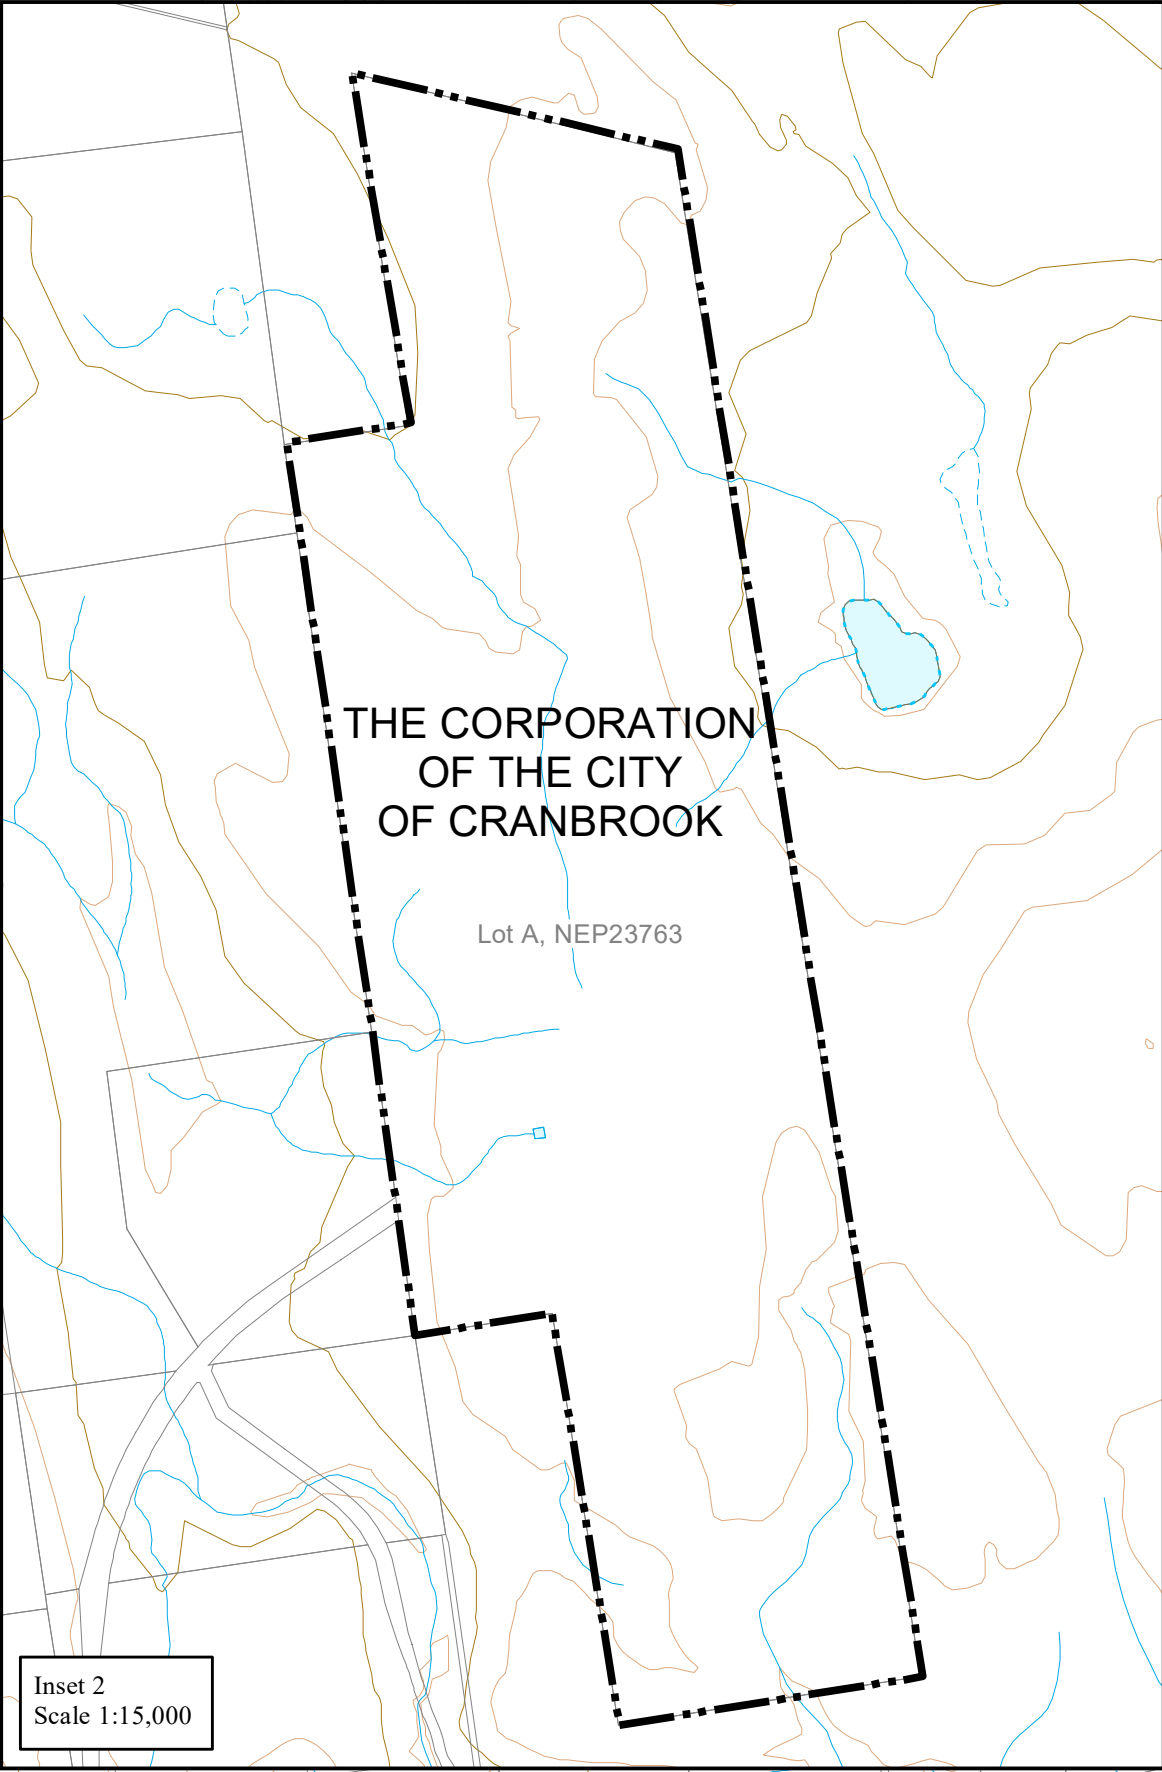 THE CORPORATION
OF THE CITY
OF CRANBROOK
Lot A, NEP23763
Inset 2
Scale 1:15,000